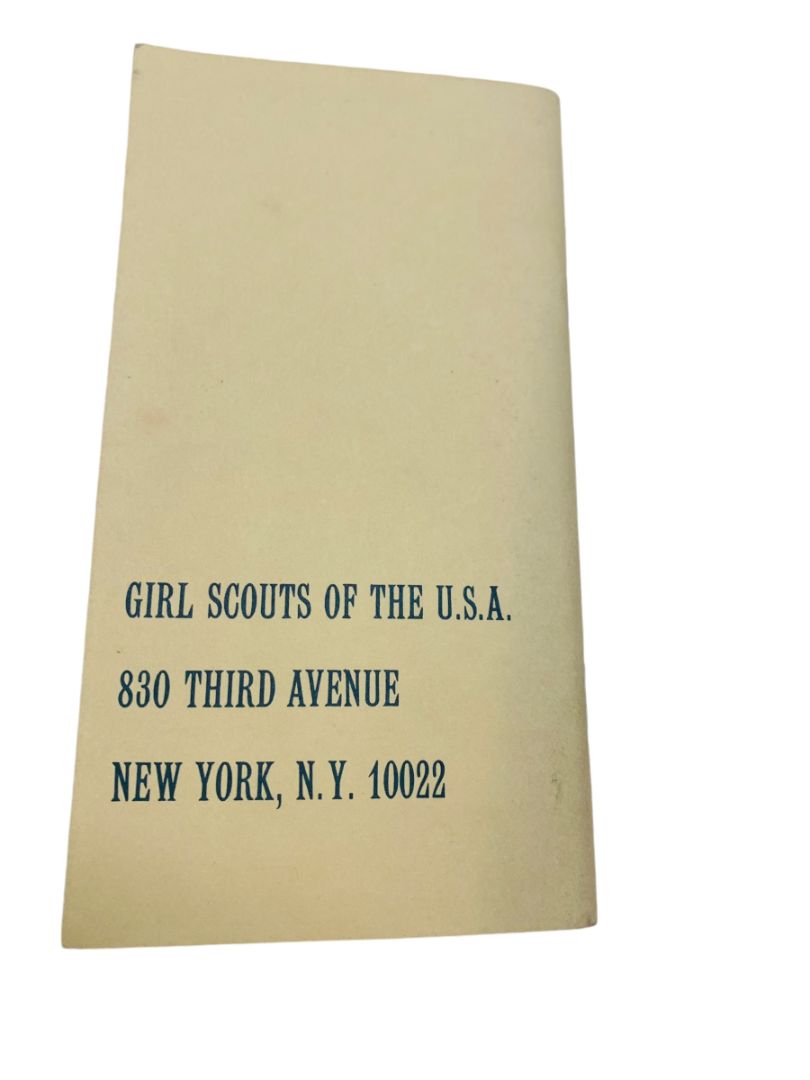 GIRL SCOUTS OF THE U.S.A.
830 THIRD AVENUE
NEW YORK, N.Y. 10022